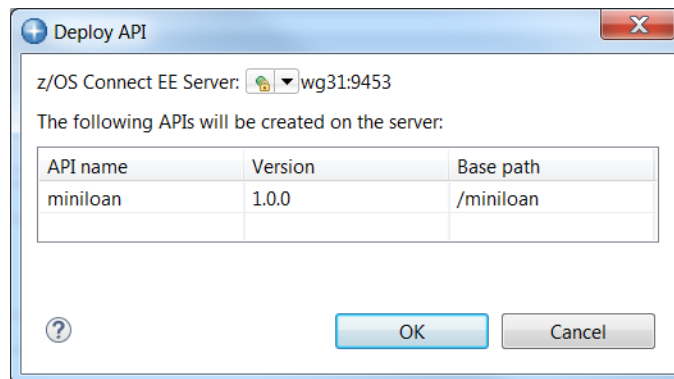 Deploy API
z/OS Connect EE Server: wg31:9453
The following APIs will be created on the server:
API name Version Base path
miniloan 1.0.0 /miniloan
? OK Cancel